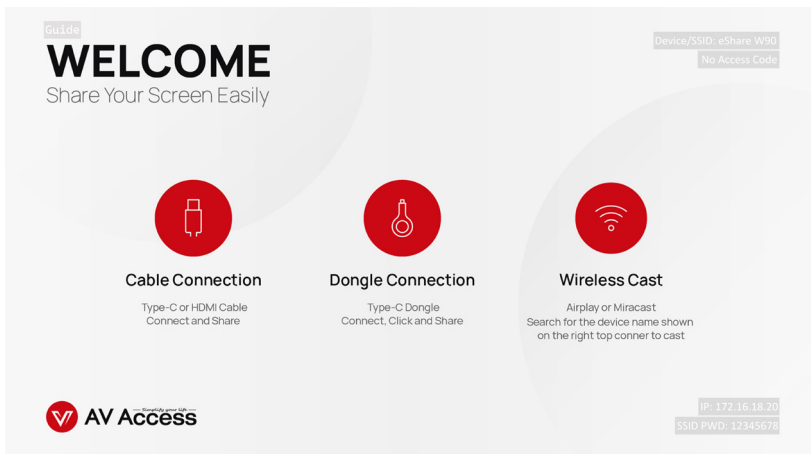 Guide
Device/SSID: eShare W90
No Access Code
WELCOME
Share Your Screen Easily
Cable Connection
Type-C or HDMI Cable
Connect and Share
Dongle Connection
Type-C Dongle
Connect, Click and Share
Wireless Cast
Airplay or Miracast
Search for the device name shown
on the right top conner to cast
Simplify your life
AV Access
IP: 172.16.18.20
SSID PWD: 12345678